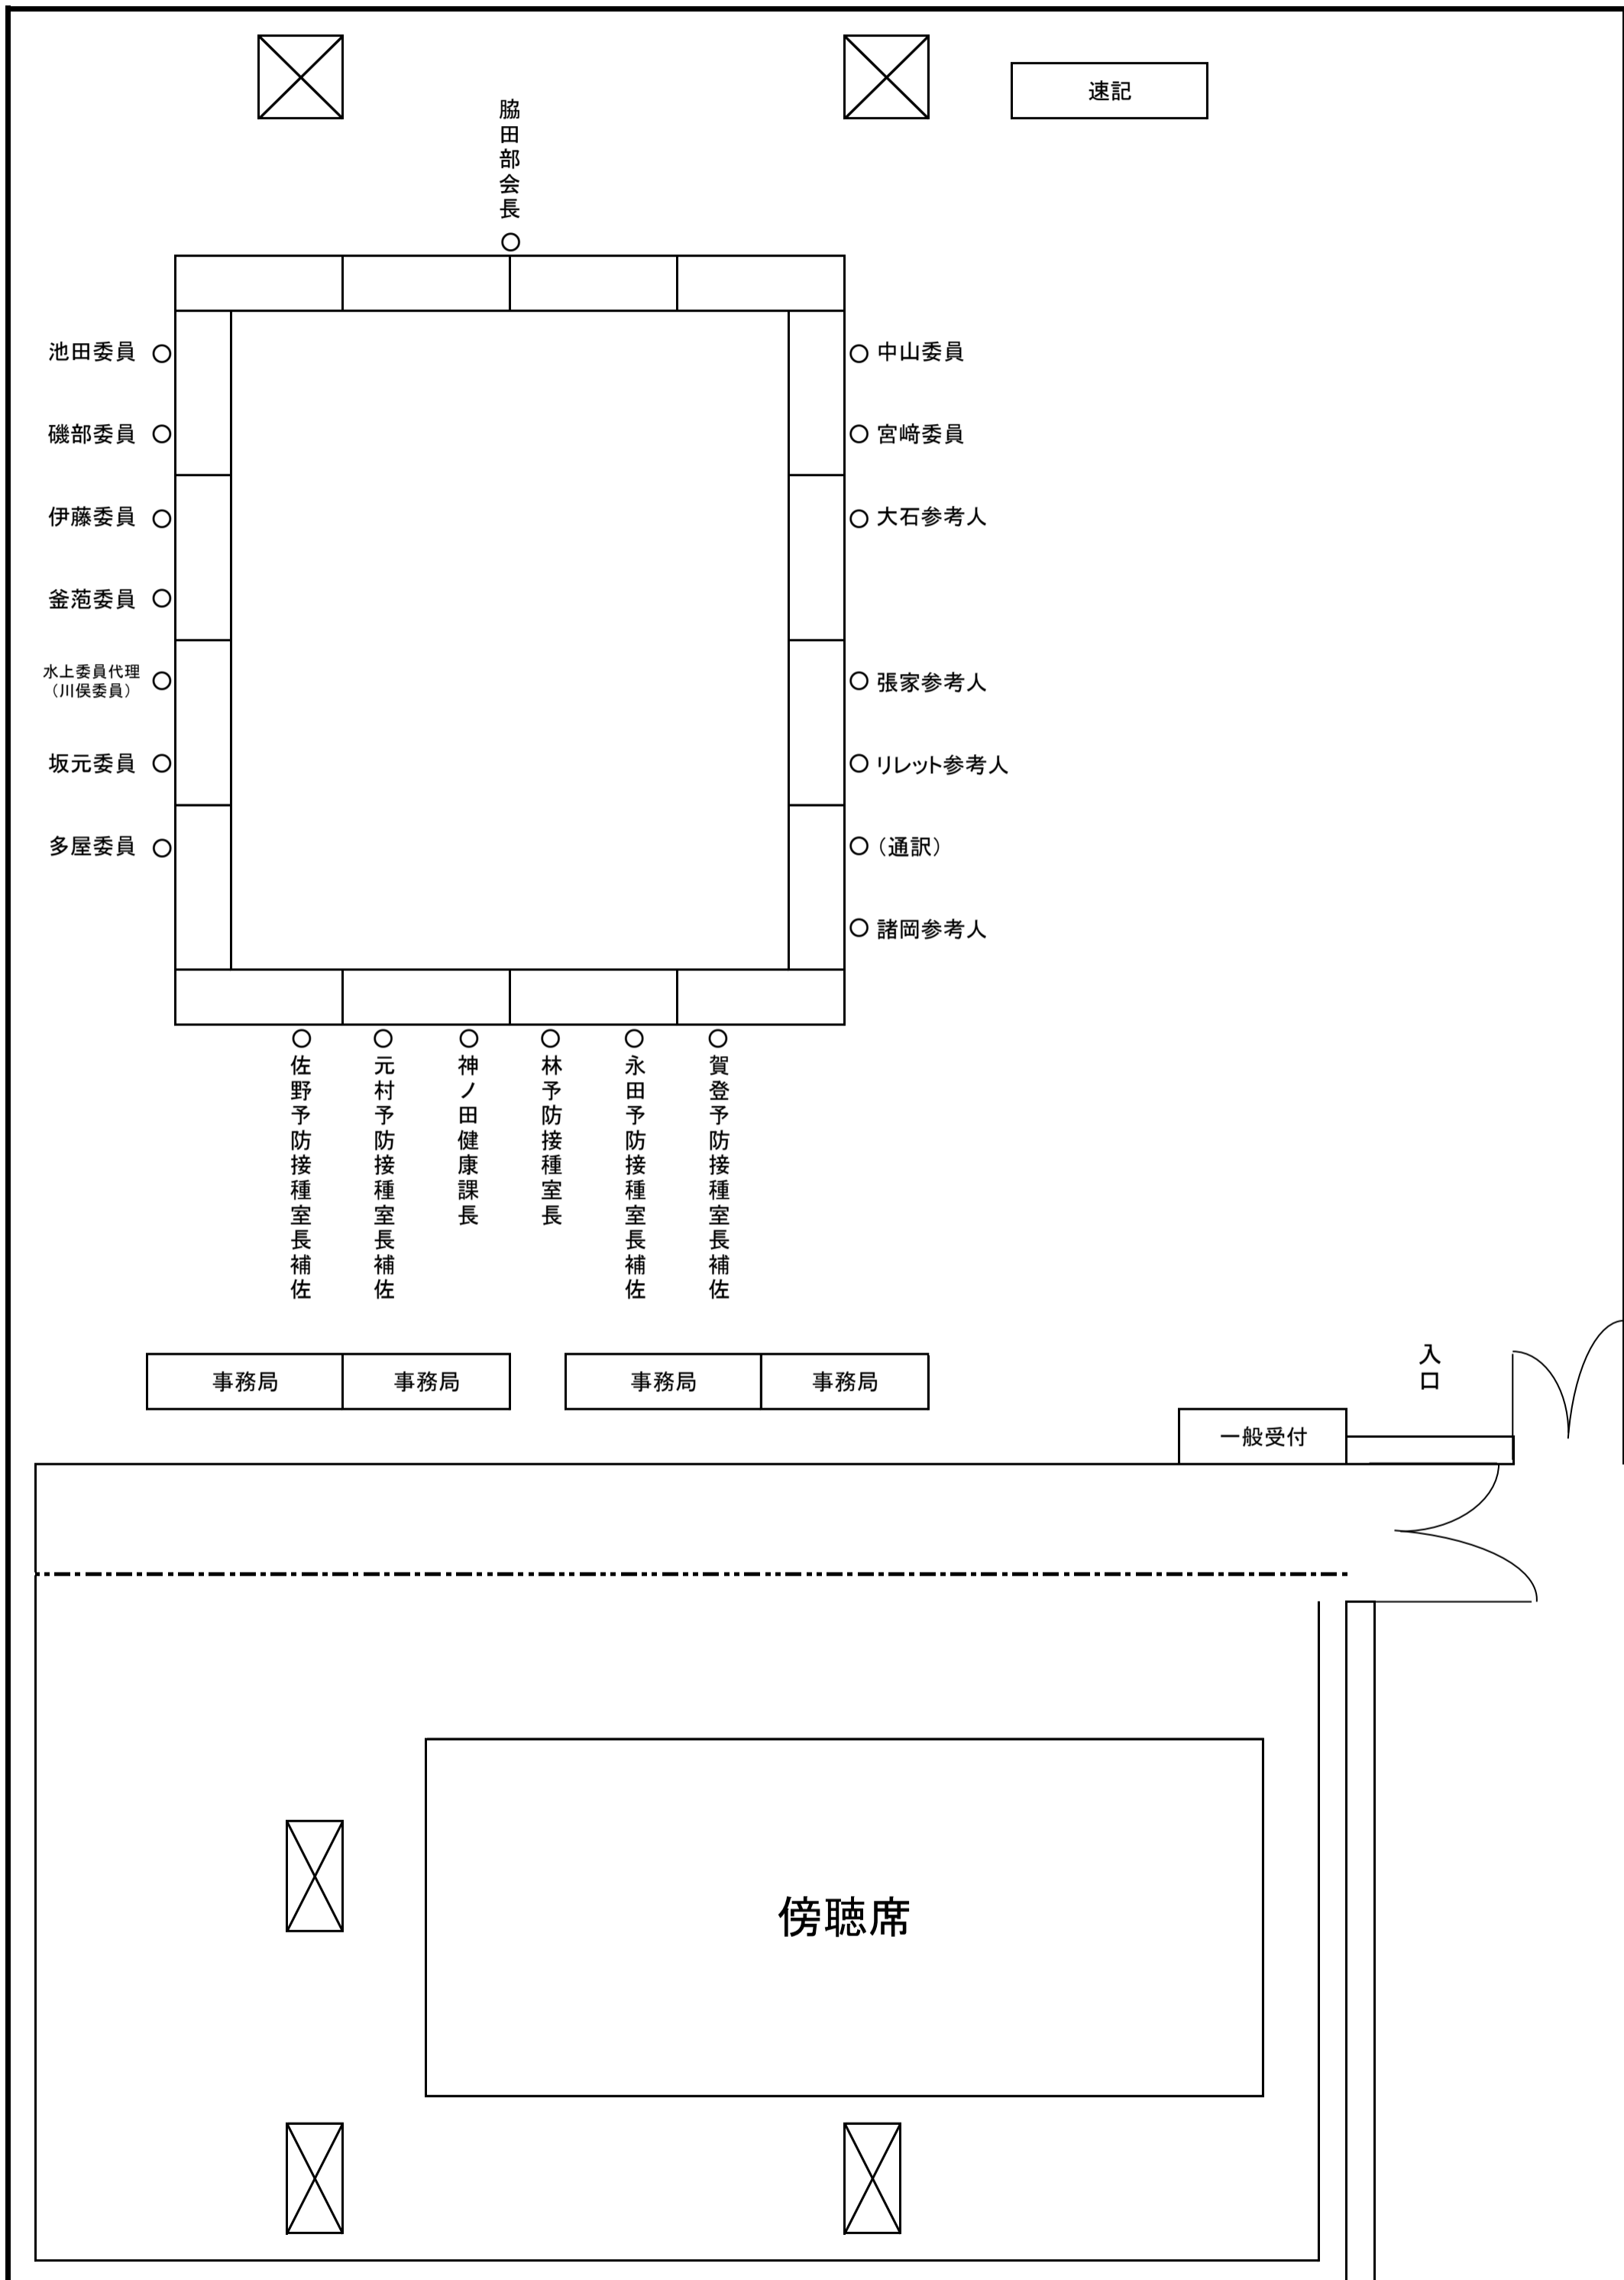 速記
脇田部会長
池田委員
磯部委員
伊藤委員
釜萢委員
水上委員代理
（川俣委員）
坂元委員
多屋委員
中山委員
宮﨑委員
大石参考人
張家参考人
リレット参考人
（通訳）
諸岡参考人
佐野予防接種室長補佐
元村予防接種室長補佐
神ノ田健康課長
林予防接種室長
永田予防接種室長補佐
賀登予防接種室長補佐
事務局
事務局
事務局
事務局
入口
一般受付
傍聴席